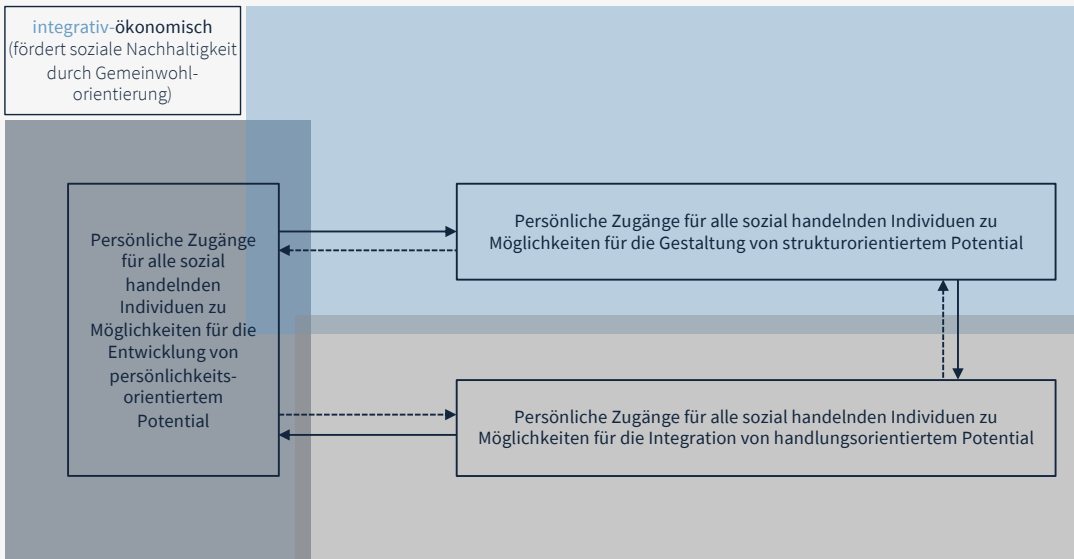 integrativ-ökonomisch
(fördert soziale Nachhaltigkeit
durch Gemeinwohl-
orientierung)
Persönliche Zugänge
für alle sozial
handelnden
Individuen zu
Möglichkeiten für die
Entwicklung von
persönlichkeits-
orientiertem
Potential
Persönliche Zugänge für alle sozial handelnden Individuen zu
Möglichkeiten für die Gestaltung von strukturorientiertem Potential
Persönliche Zugänge für alle sozial handelnden Individuen zu
Möglichkeiten für die Integration von handlungsorientiertem Potential